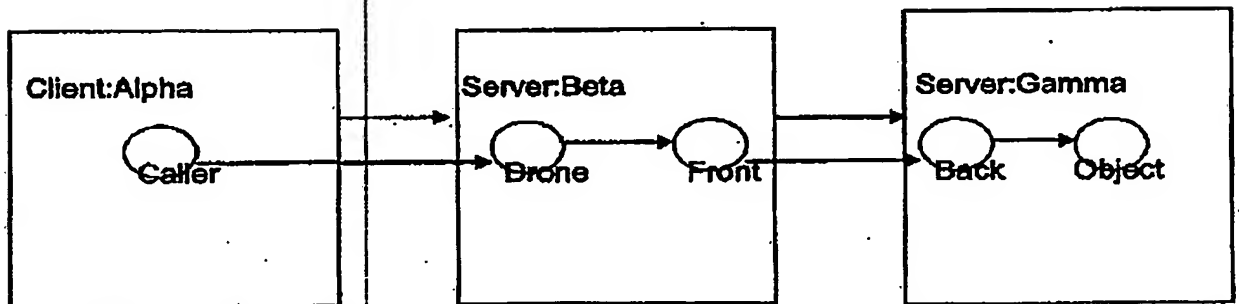 Client:Alpha
Caller
Server:Beta
Drone
Front
Server:Gamma
Back
Object